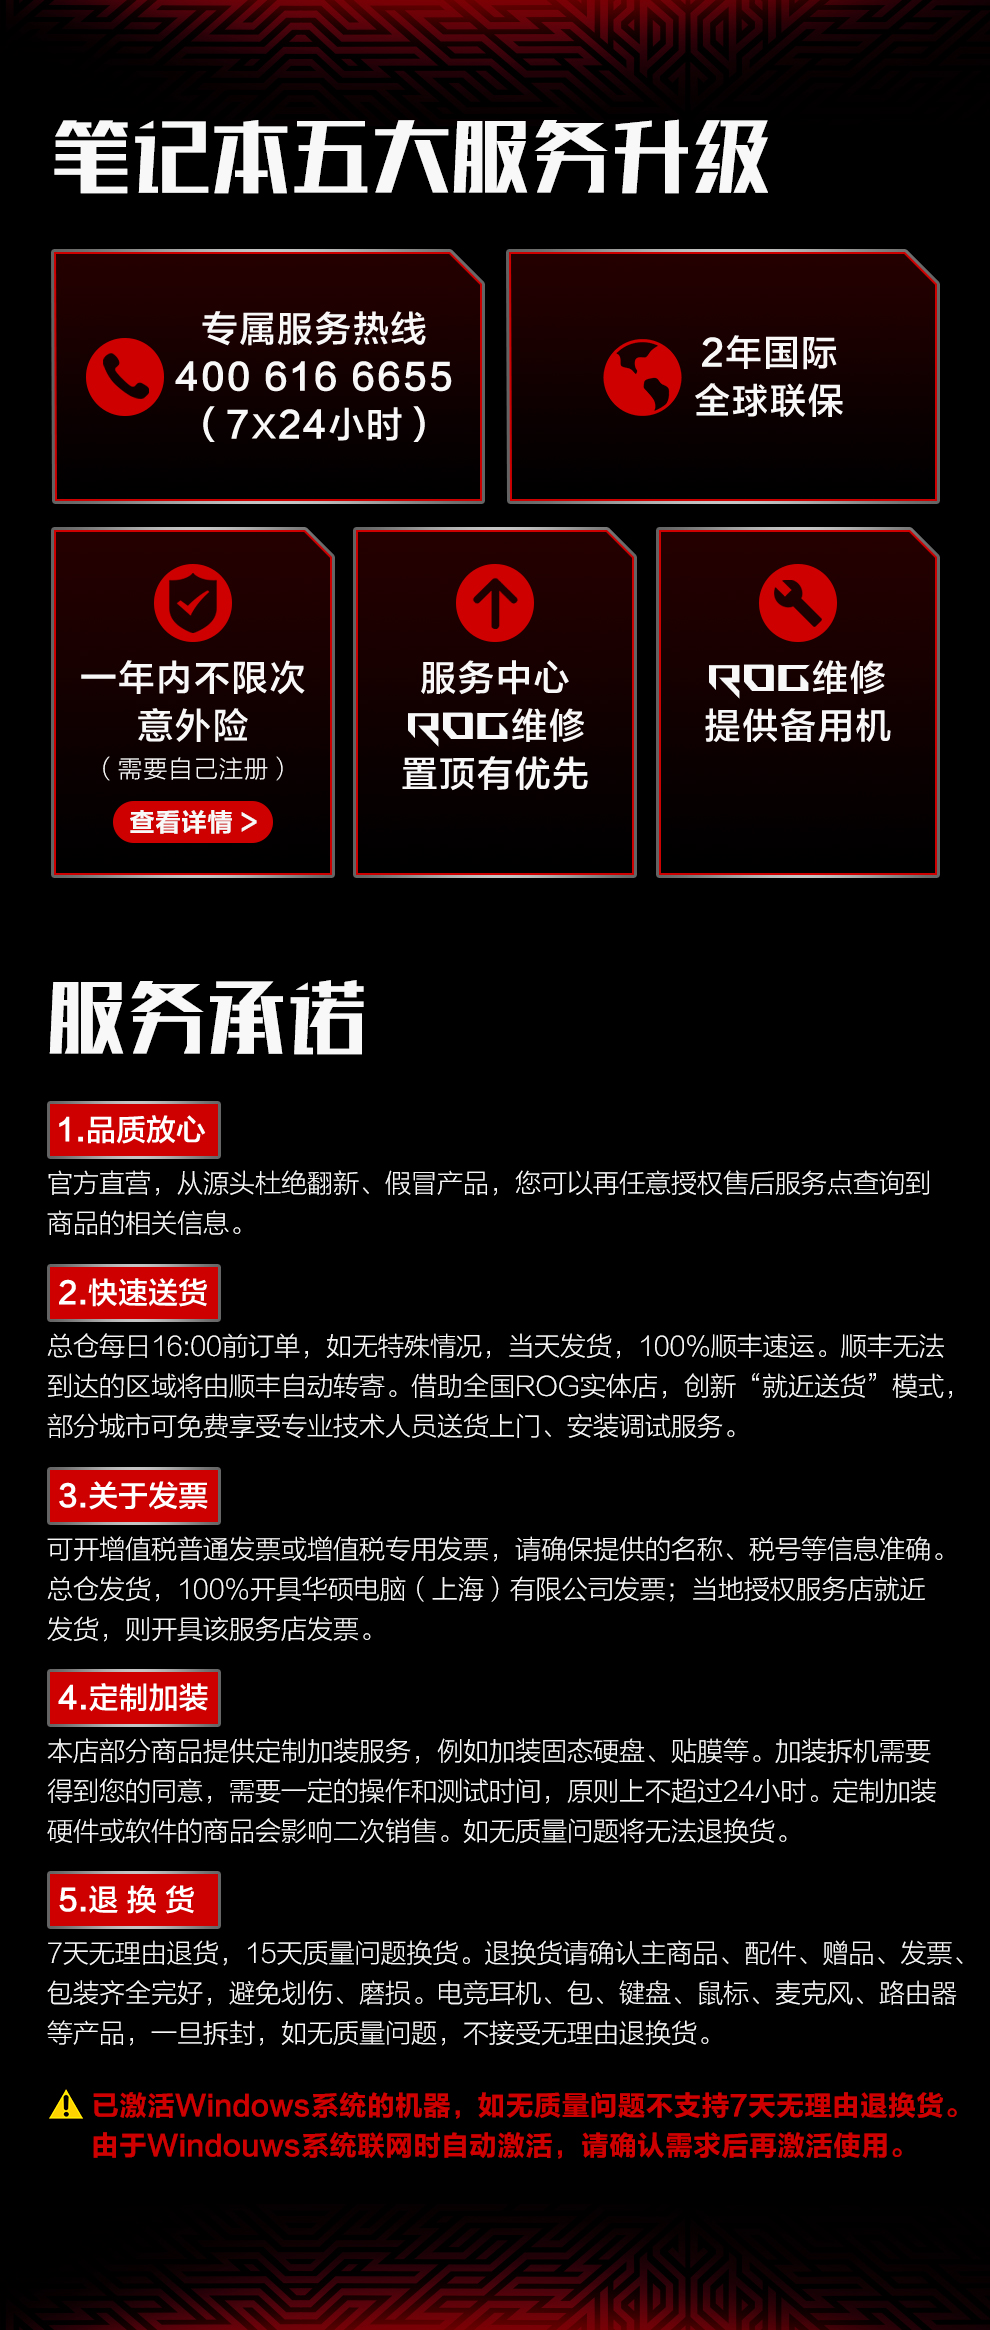 笔记本五大服务升级
专属服务热线
400 616 6655
（7X24小时）
2年国际
全球联保
一年内不限次
意外险
（需要自己注册）
查看详情 >
服务中心
ROG维修
置顶有优先
ROG维修
提供备用机
服务承诺
1.品质放心
官方直营，从源头杜绝翻新、假冒产品，您可以再任意授权售后服务点查询到
商品的相关信息。
2.快速送货
总仓每日16:00前订单，如无特殊情况，当天发货，100%顺丰速运。顺丰无法
到达的区域将由顺丰自动转寄。借助全国ROG实体店，创新“就近送货”模式，
部分城市可免费享受专业技术人员送货上门、安装调试服务。
3.关于发票
可开增值税普通发票或增值税专用发票，请确保提供的名称、税号等信息准确。
总仓发货，100%开具华硕电脑（上海）有限公司发票；当地授权服务店就近
发货，则开具该服务店发票。
4.定制加装
本店部分商品提供定制加装服务，例如加装固态硬盘、贴膜等。加装拆机需要
得到您的同意，需要一定的操作和测试时间，原则上不超过24小时。定制加装
硬件或软件的商品会影响二次销售。如无质量问题将无法退换货。
5.退 换 货
7天无理由退货，15天质量问题换货。退换货请确认主商品、配件、赠品、发票、
包装齐全完好，避免划伤、磨损。电竞耳机、包、键盘、鼠标、麦克风、路由器
等产品，一旦拆封，如无质量问题，不接受无理由退换货。
已激活Windows系统的机器，如无质量问题不支持7天无理由退换货。
由于Windouws系统联网时自动激活，请确认需求后再激活使用。